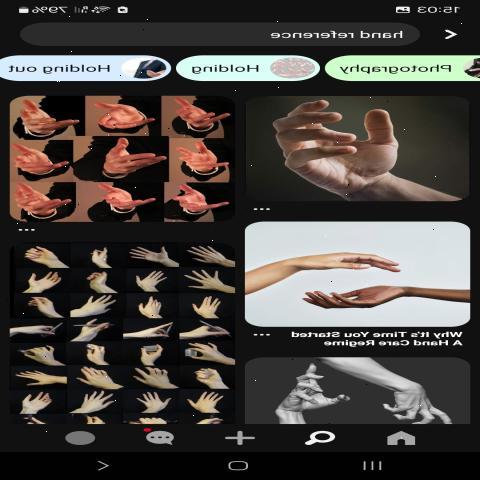 15:03
79%
hand reference
Photography
Holding
Holding out
Why It's Time You Started
A Hand Care Regime